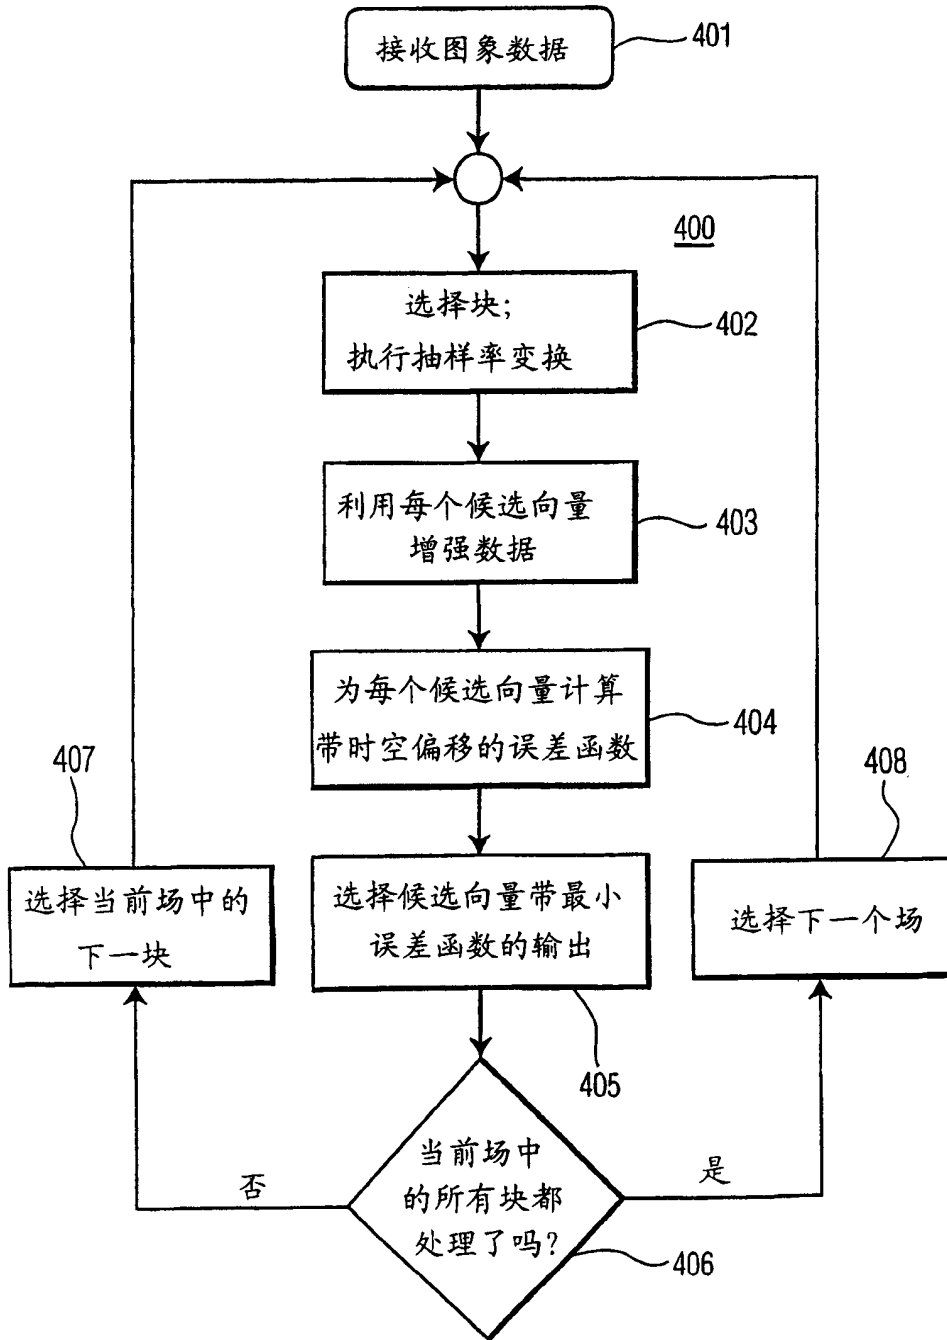 接收图象数据
401
400
选择块;
执行抽样率变换
402
利用每个候选向量
增强数据
403
为每个候选向量计算
带时空偏移的误差函数
404
407
408
选择当前场中的
下一块
选择候选向量带最小
误差函数的输出
选择下一个场
405
当前场中
的所有块都
处理了吗?
否
是
406